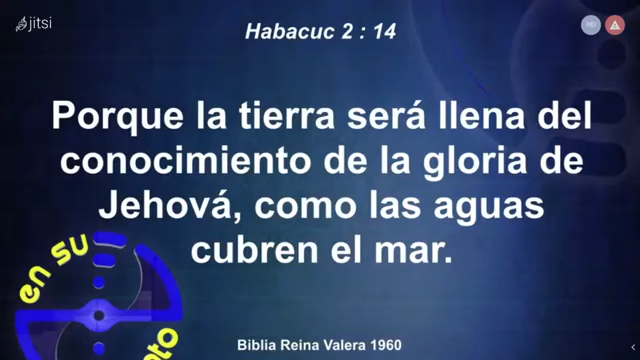 jitsi
Habacuc 2 : 14
HD
Porque la tierra será llena del
conocimiento de la gloria de
Jehová, como las aguas
cubren el mar.
en su
Biblia Reina Valera 1960